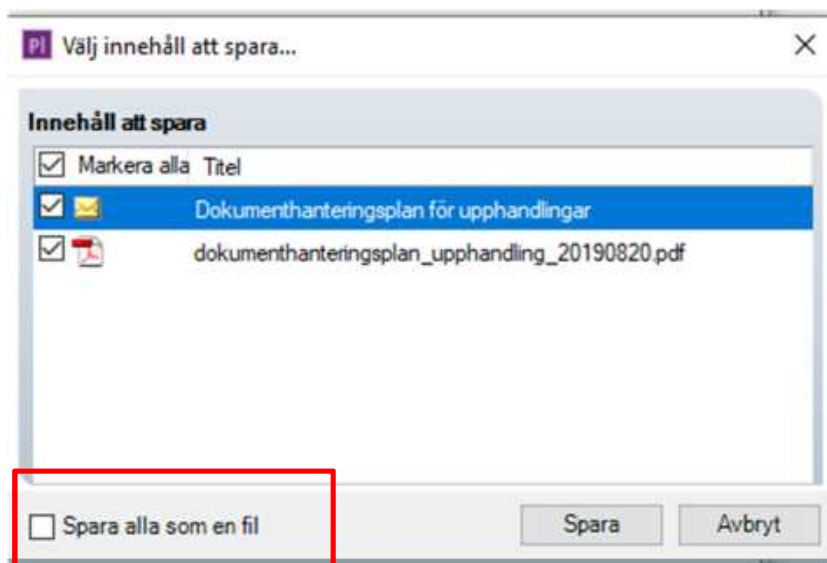 Pl Välj innehåll att spara...
Innehåll att spara
Markera alla Titel
Dokumenthanteringsplan för upphandlingar
dokumenthanteringsplan_upphandling_20190820.pdf
Spara alla som en fil Spara Avbryt